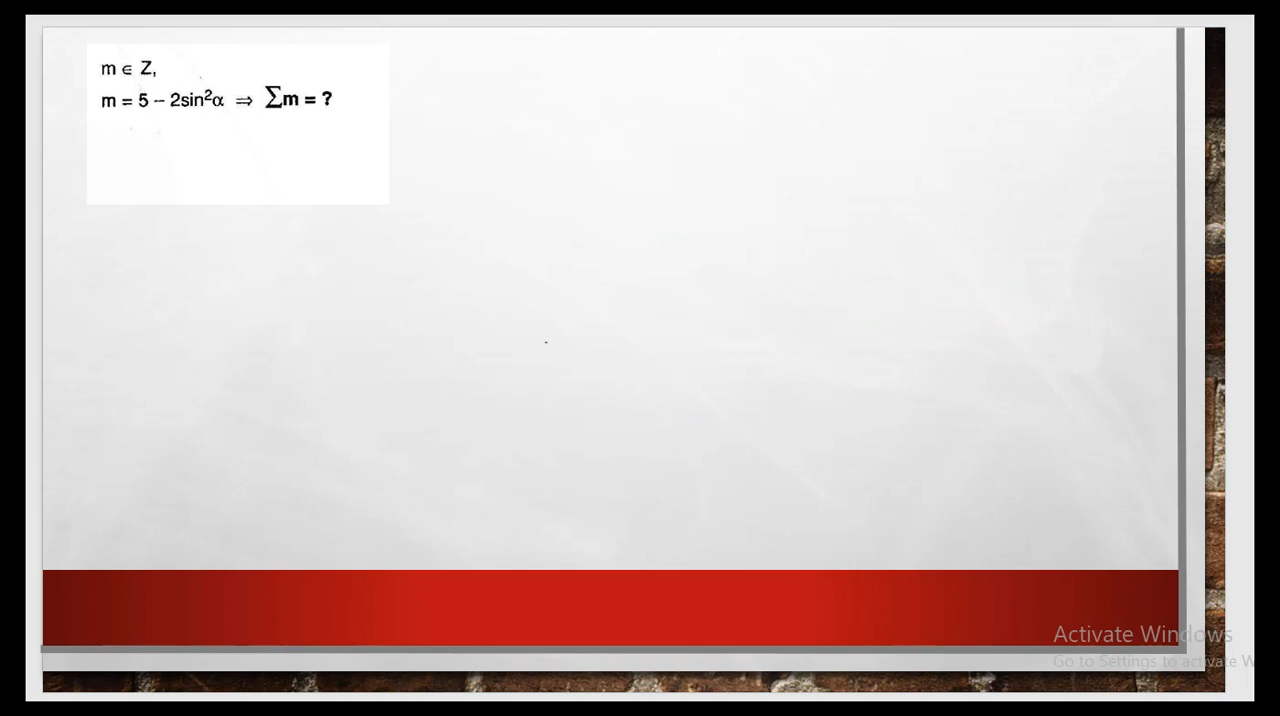 m ∈ Z,
m = 5 – 2sin²α ⇒ ∑m = ?
Activate Windows
Go to Settings to activate W